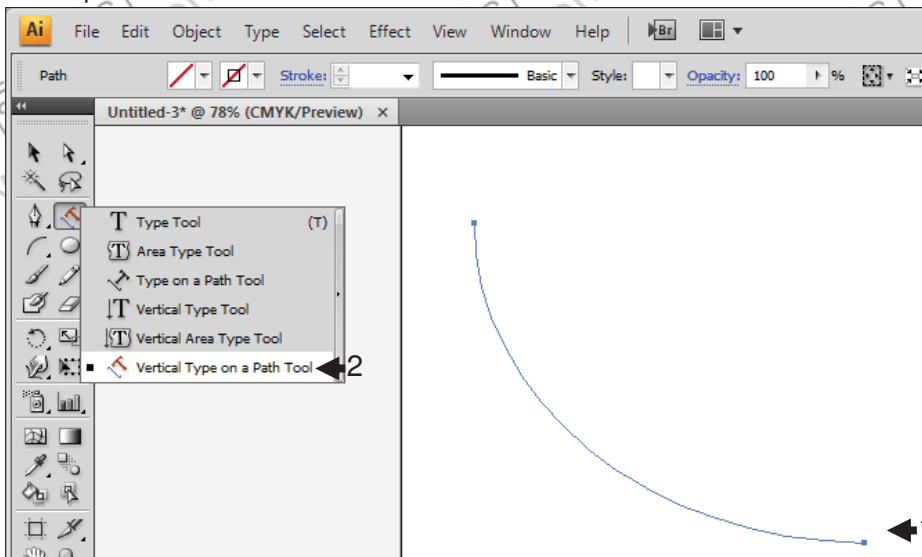 Ai File Edit Object Type Select Effect View Window Help Br
Path Stroke: Basic Style: Opacity: 100 %
Untitled-3* @ 78% (CMYK/Preview) ×
T Type Tool (T)
T Area Type Tool
Type on a Path Tool
T Vertical Type Tool
T Vertical Area Type Tool
Vertical Type on a Path Tool 2